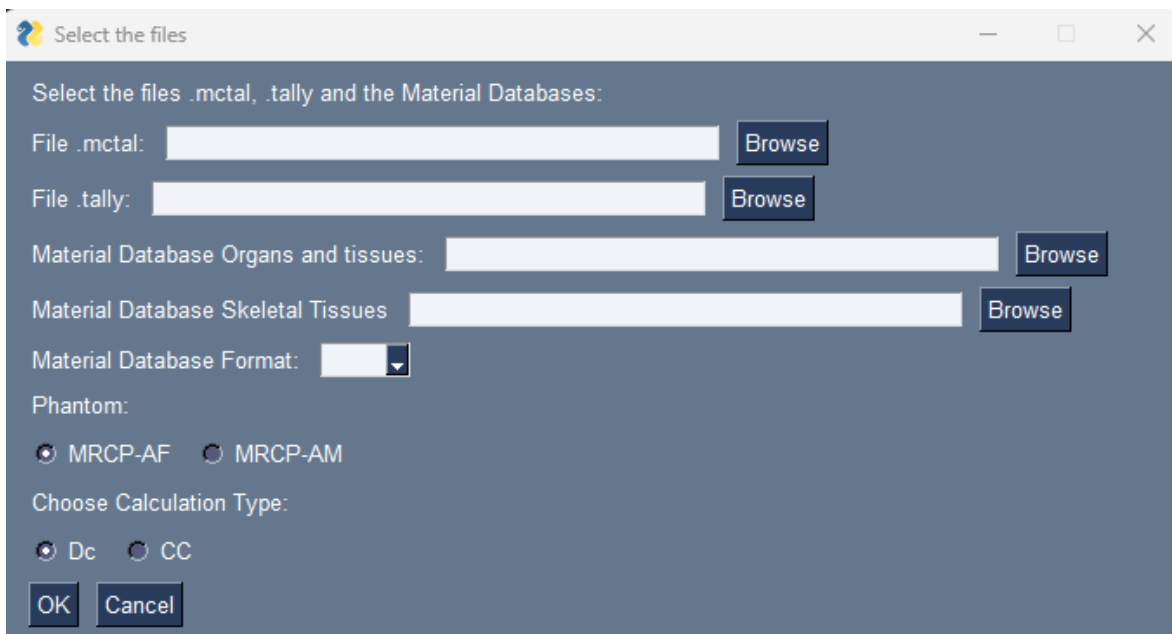 Select the files
Select the files .mctal, .tally and the Material Databases:
File .mctal: Browse
File .tally: Browse
Material Database Organs and tissues: Browse
Material Database Skeletal Tissues Browse
Material Database Format:
Phantom:
MRCP-AF MRCP-AM
Choose Calculation Type:
Dc CC
OK Cancel